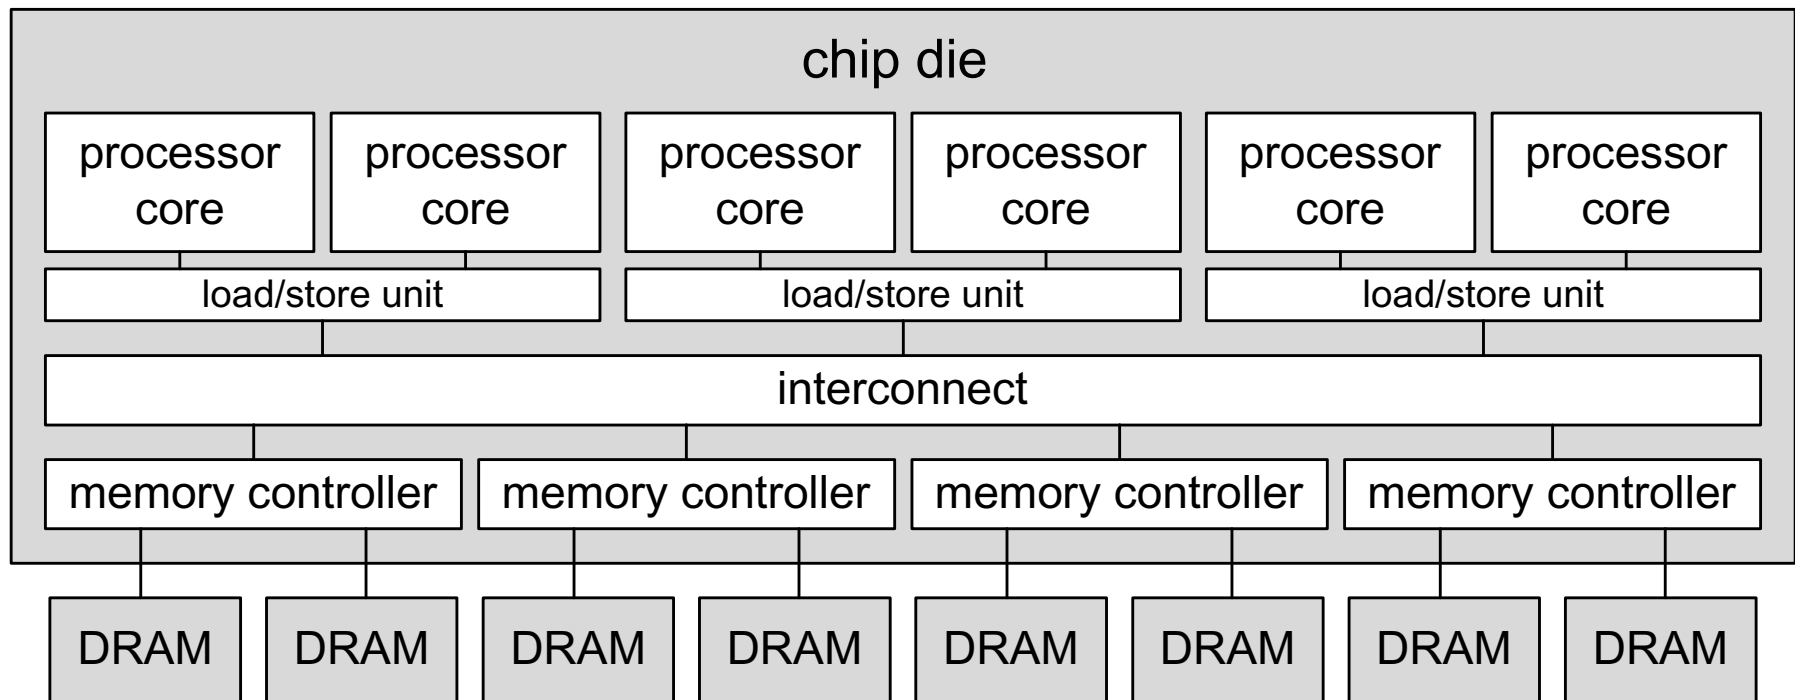 chip die
processor core
processor core
processor core
processor core
processor core
processor core
load/store unit
load/store unit
load/store unit
interconnect
memory controller
memory controller
memory controller
memory controller
DRAM
DRAM
DRAM
DRAM
DRAM
DRAM
DRAM
DRAM